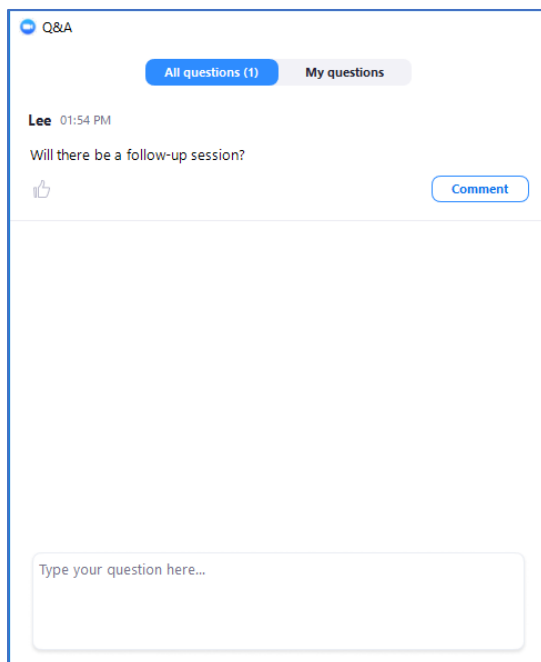 Q&A
All questions (1) My questions
Lee 01:54 PM
Will there be a follow-up session?
Comment
Type your question here...